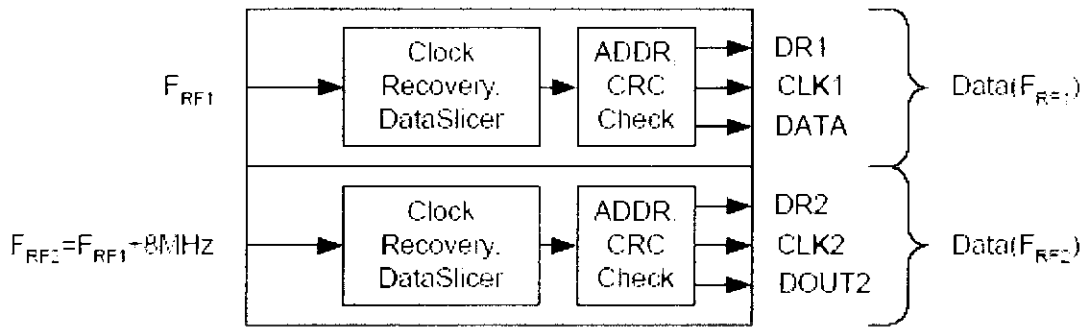 F_RF1
Clock
Recovery.
DataSlicer
ADDR,
CRC
Check
DR1
CLK1
DATA
Data(F_RF1)
F_RF2=F_RF1+8MHz
Clock
Recovery.
DataSlicer
ADDR.
CRC
Check
DR2
CLK2
DOUT2
Data(F_RF2)